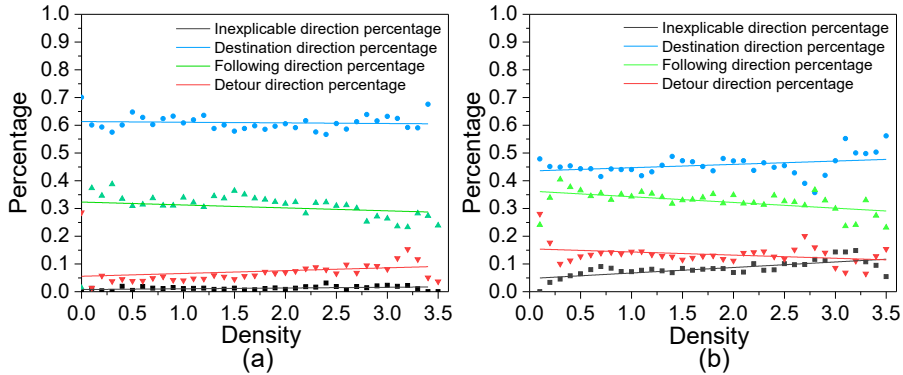 Inexplicable direction percentage
Destination direction percentage
Following direction percentage
Detour direction percentage
Percentage
1.0
0.9
0.8
0.7
0.6
0.5
0.4
0.3
0.2
0.1
0.0
0.0 0.5 1.0 1.5 2.0 2.5 3.0 3.5
Density
(a)
Inexplicable direction percentage
Destination direction percentage
Following direction percentage
Detour direction percentage
Percentage
1.0
0.9
0.8
0.7
0.6
0.5
0.4
0.3
0.2
0.1
0.0
0.0 0.5 1.0 1.5 2.0 2.5 3.0 3.5
Density
(b)